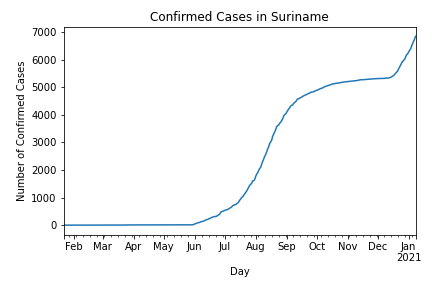 Confirmed Cases in Suriname
Number of Confirmed Cases
7000
6000
5000
4000
3000
2000
1000
0
Feb Mar Apr May Jun Jul Aug Sep Oct Nov Dec Jan
2021
Day